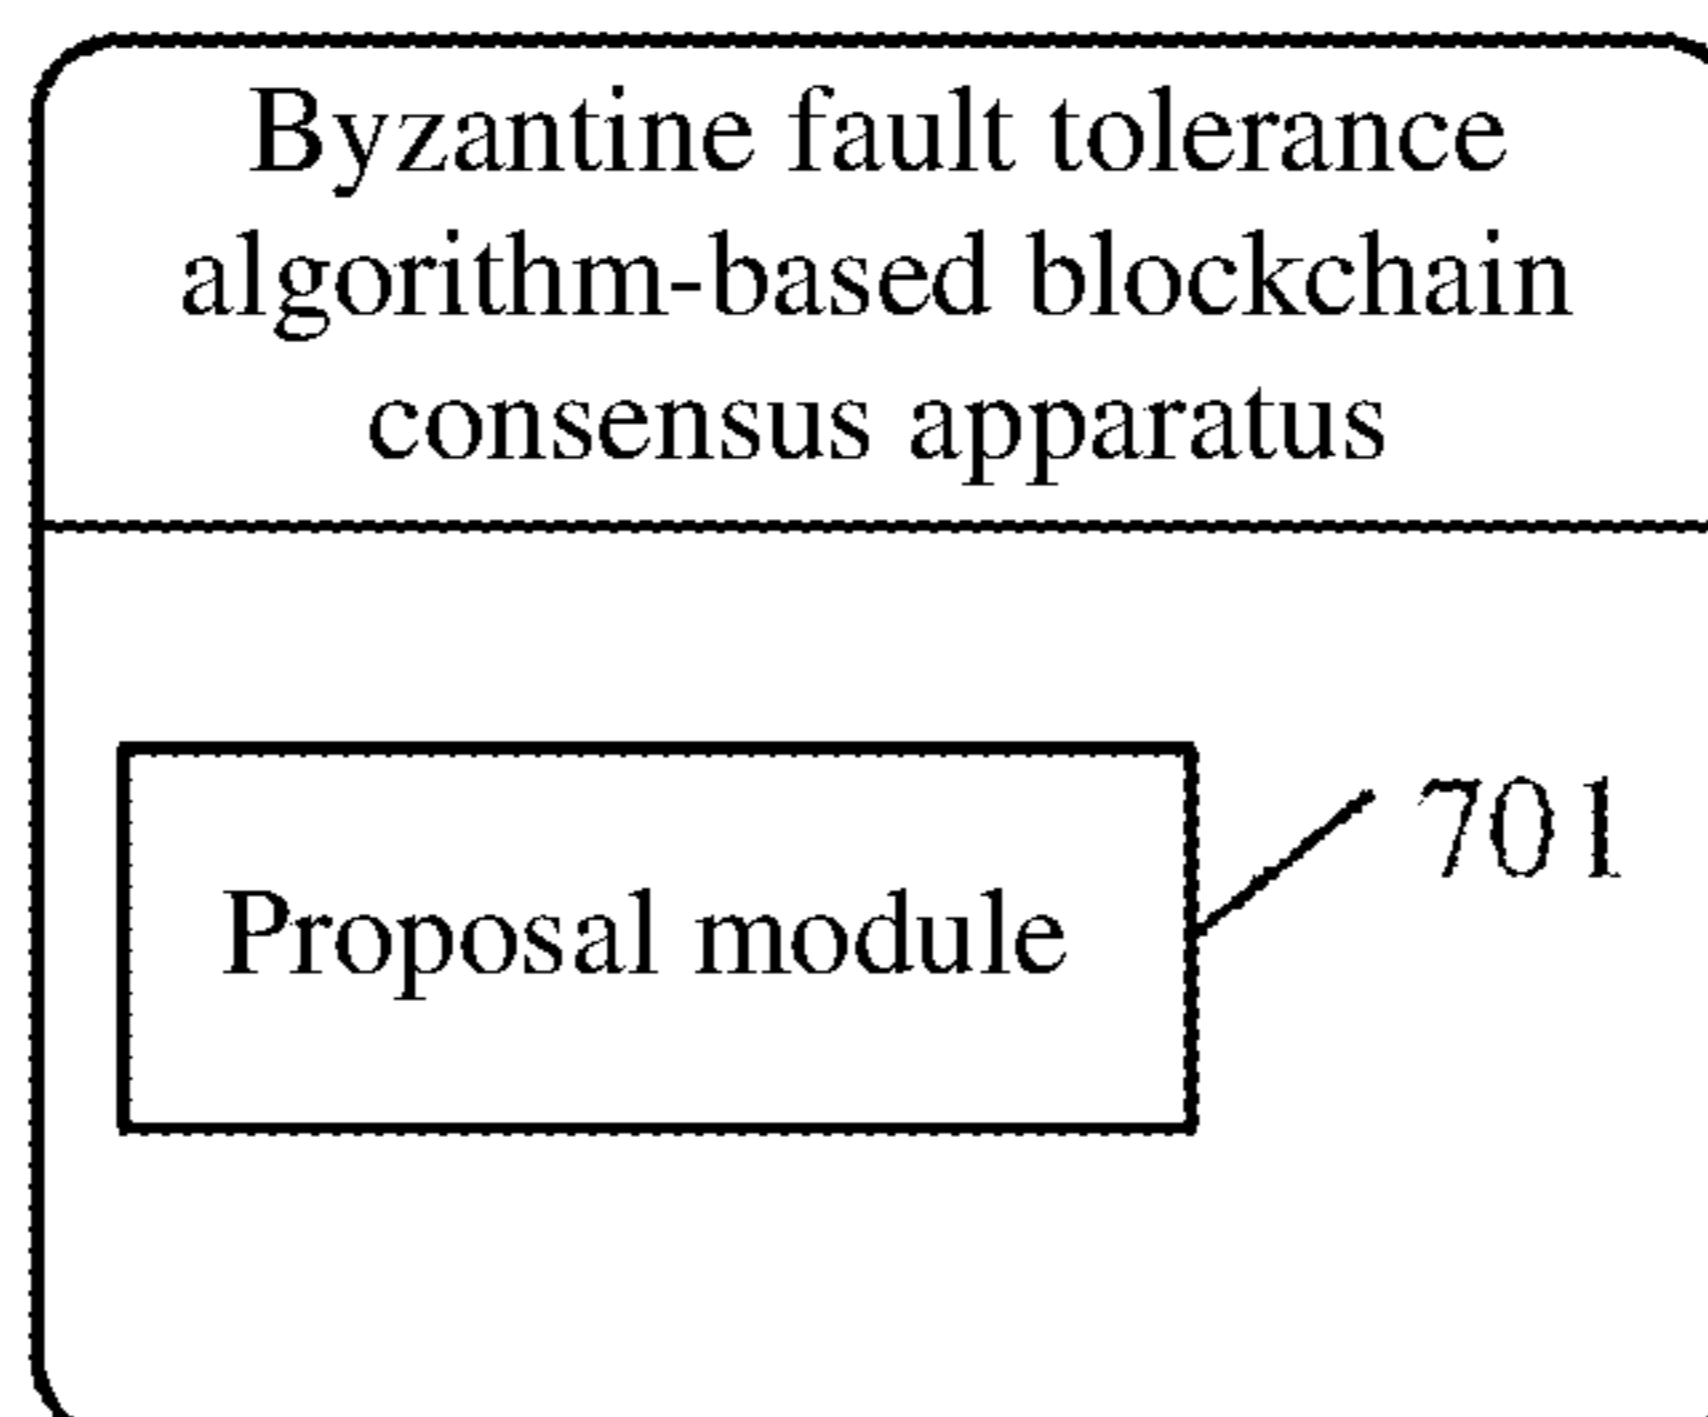 Byzantine fault tolerance
algorithm-based blockchain
consensus apparatus
701
Proposal module